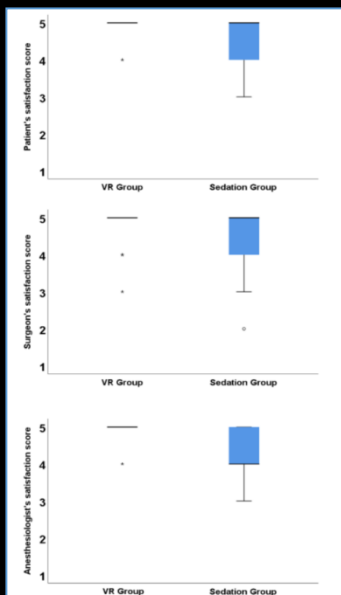 Patient's satisfaction score
5
4
3
2
1
VR Group Sedation Group
Surgeon's satisfaction score
5
4
3
2
1
VR Group Sedation Group
Anesthesiologist's satisfaction score
5
4
3
2
1
VR Group Sedation Group